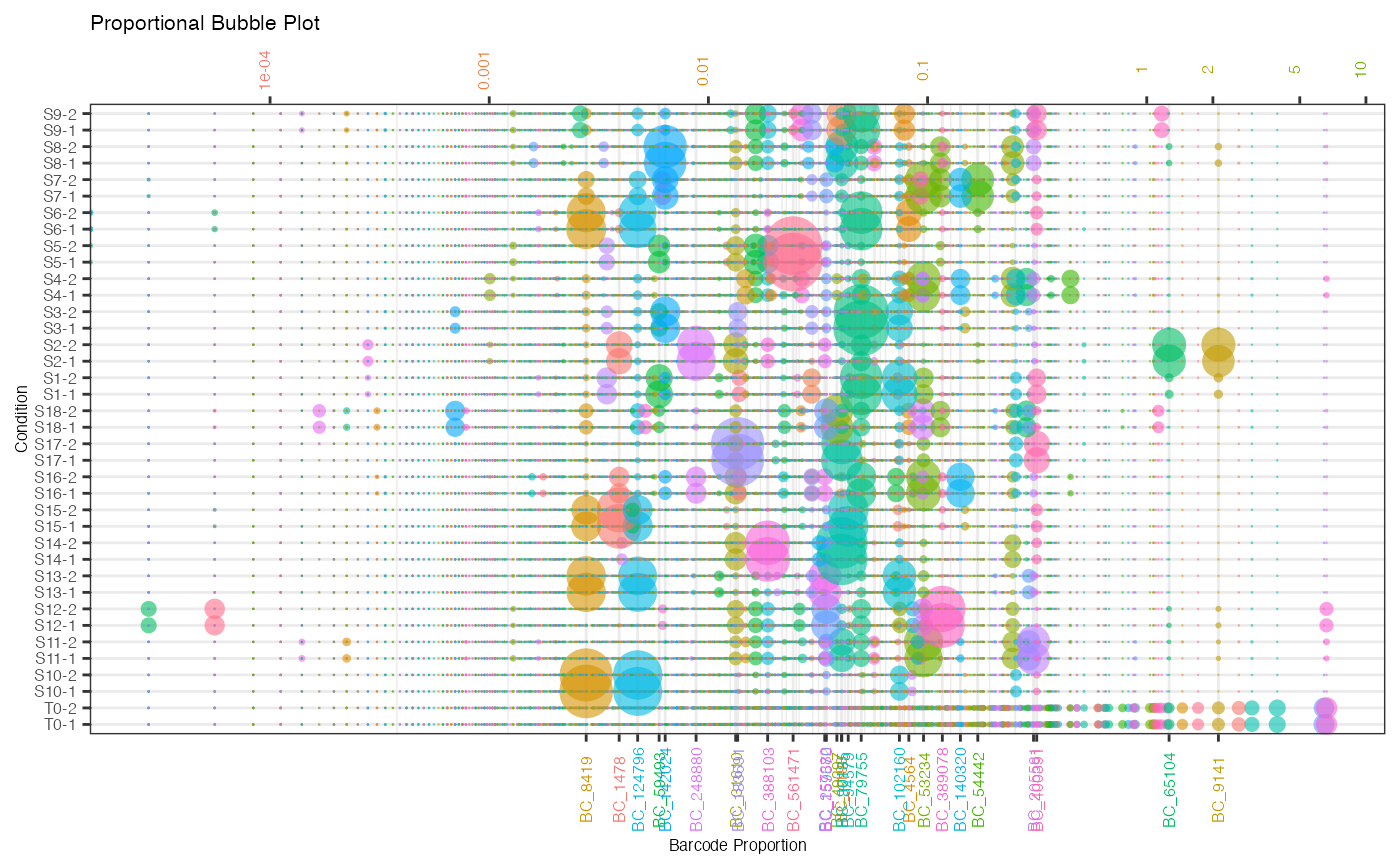 Proportional Bubble Plot
1e-04
0.001
0.01
0.1
1
2
5
10
S9-2
S9-1
S8-2
S8-1
S7-2
S7-1
S6-2
S6-1
S5-2
S5-1
S4-2
S4-1
S3-2
S3-1
S2-2
S2-1
S1-2
S1-1
S18-2
S18-1
S17-2
S17-1
S16-2
S16-1
S15-2
S15-1
S14-2
S14-1
S13-2
S13-1
S12-2
S12-1
S11-2
S11-1
S10-2
S10-1
T0-2
T0-1
Condition
BC_8419
BC_1478
BC_124796
BC_248880
BC_388103
BC_561471
BC_79755
BC_102160
BC_4564
BC_53234
BC_389078
BC_140320
BC_54442
BC_65104
BC_9141
Barcode Proportion